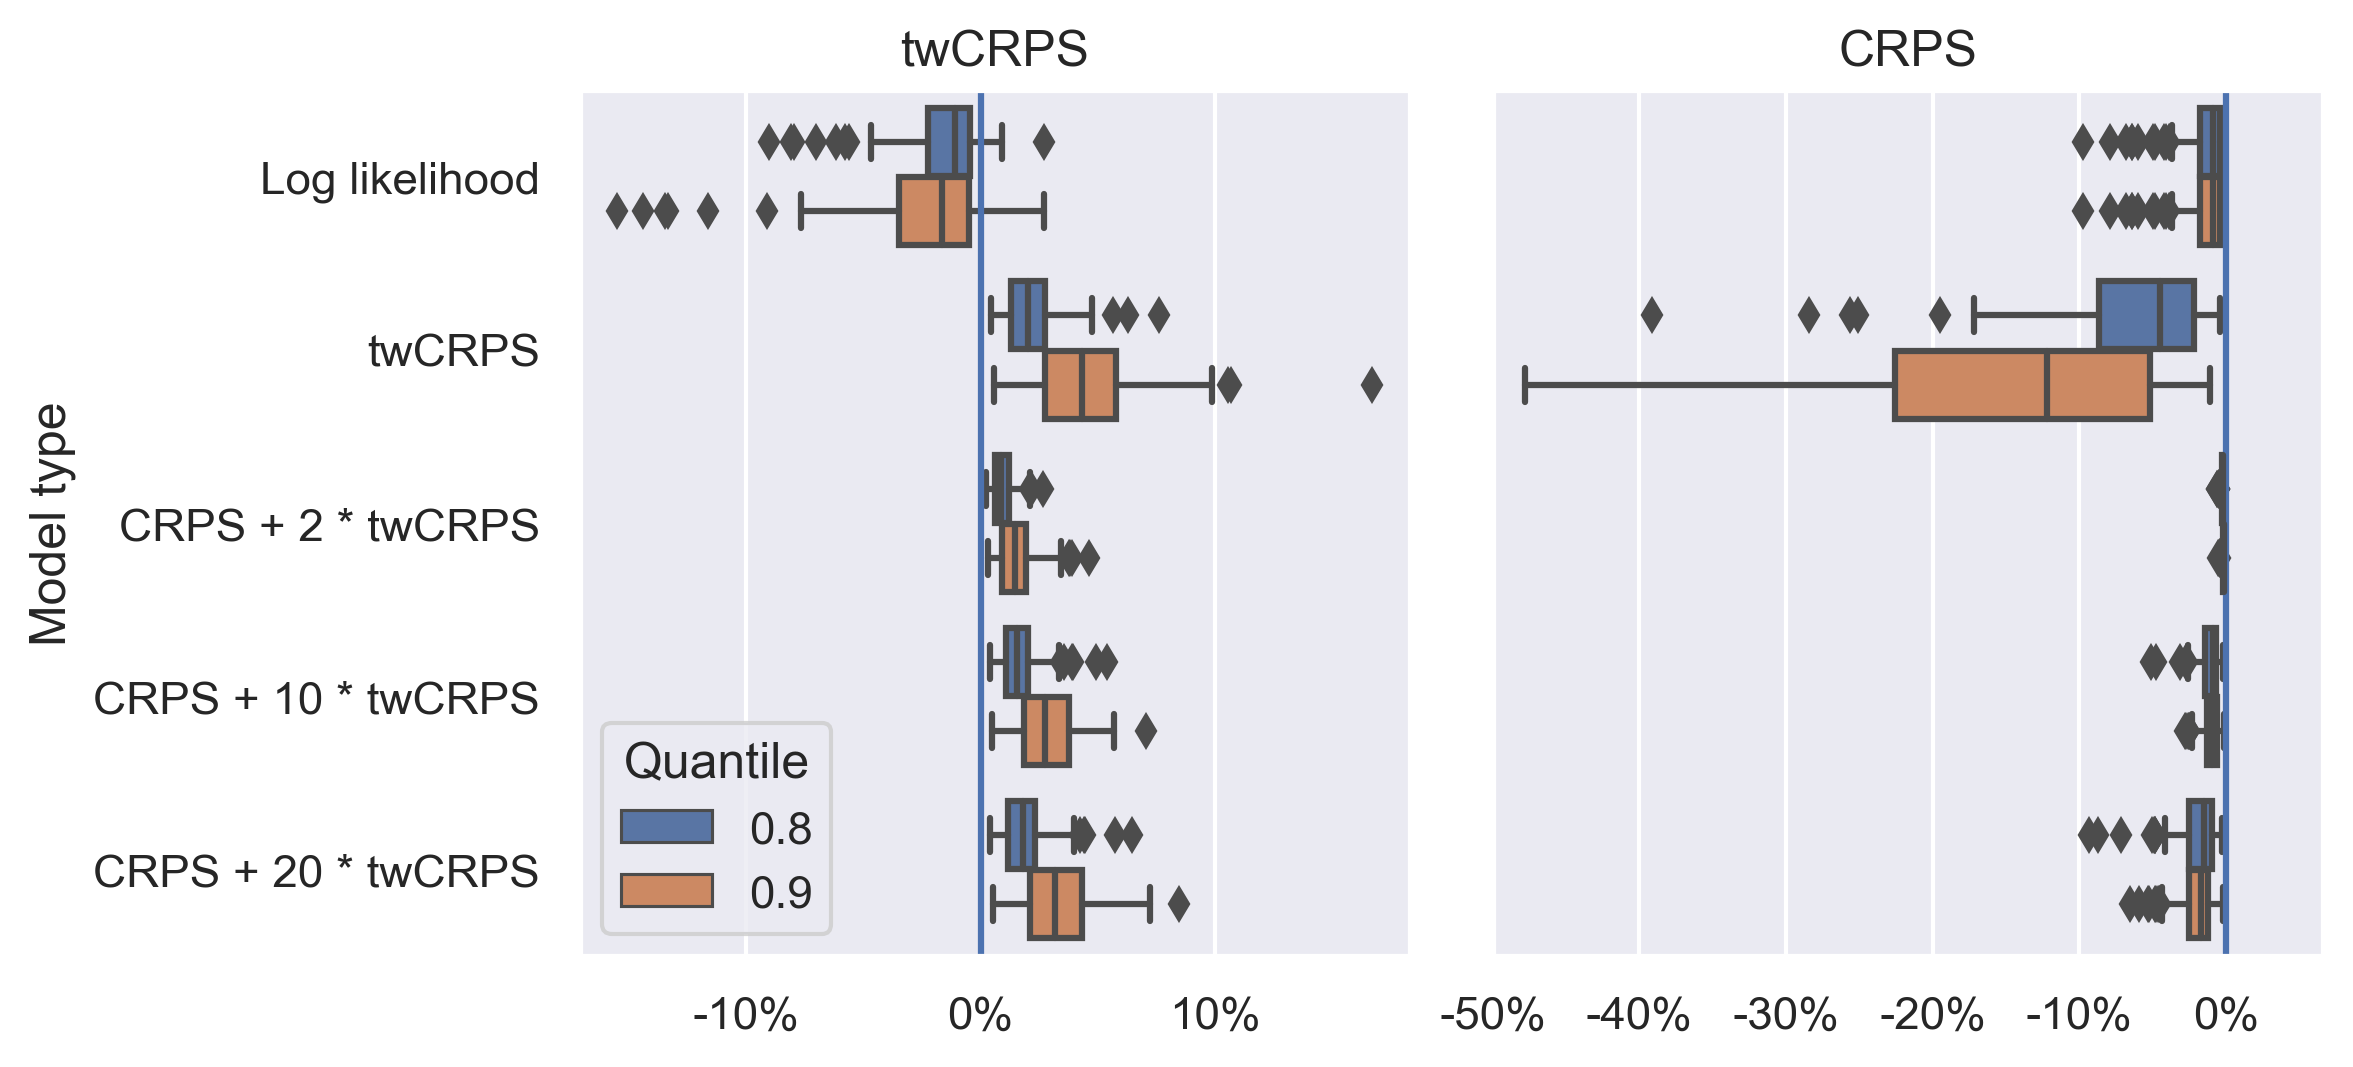 twCRPS
CRPS
Model type
Log likelihood
twCRPS
CRPS + 2 * twCRPS
CRPS + 10 * twCRPS
CRPS + 20 * twCRPS
Quantile
0.8
0.9
-10%
0%
10%
-50%
-40%
-30%
-20%
-10%
0%